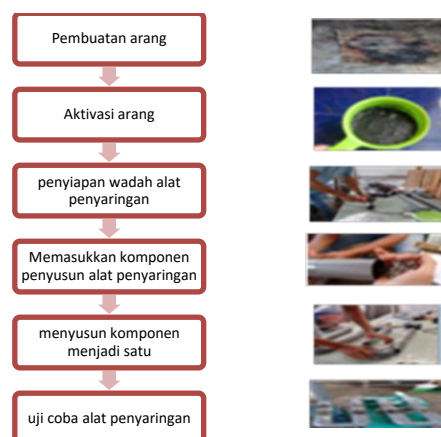 Pembuatan arang
Aktivasi arang
penyiapan wadah alat
penyaringan
Memasukkan komponen
penyusun alat penyaringan
menyusun komponen
menjadi satu
uji coba alat penyaringan